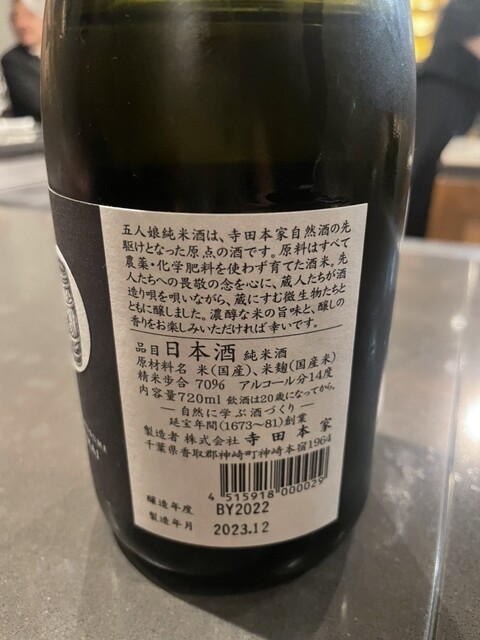 五人娘純米酒は、寺田本家自然酒の先
駆けとなった原点の酒です。原料はすべて
農薬・化学肥料を使わず育てた酒米。先
人たちへの畏敬の念を心に、蔵人たちが酒
造り唄を唄いながら、蔵にすむ微生物たちと
ともに醸しました。濃醇な米の旨味と、醸しの
香りをお楽しみいただければ幸いです。
品目 日本酒 純米酒
原材料名 米(国産)、米麹(国産米)
精米歩合 70% アルコール分14度
内容量720ml 飲酒は20歳になってから。
―自然に学ぶ酒づくり―
延宝年間(1673〜81)創業
製造者 株式会社 寺田本家
千葉県香取郡神崎町神崎本宿1964
4 515918 000029
醸造年度 BY2022
製造年月 2023.12